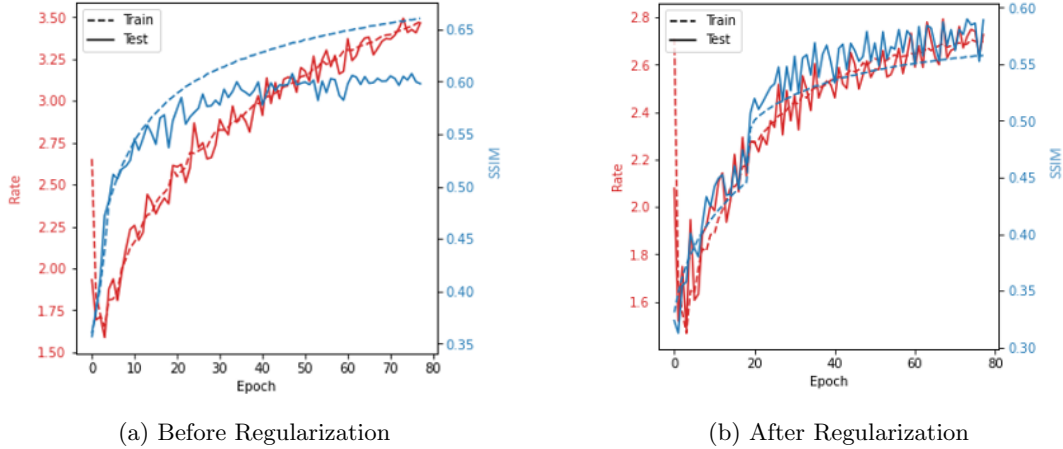 3.50
3.25
3.00
2.75
2.50
2.25
2.00
1.75
1.50
Rate
Train
Test
0.65
0.60
0.55
0.50
0.45
0.40
0.35
SSIM
0 10 20 30 40 50 60 70 80
Epoch
(a) Before Regularization
2.8
2.6
2.4
2.2
2.0
1.8
1.6
Rate
Train
Test
0.60
0.55
0.50
0.45
0.40
0.35
0.30
SSIM
0 20 40 60 80
Epoch
(b) After Regularization